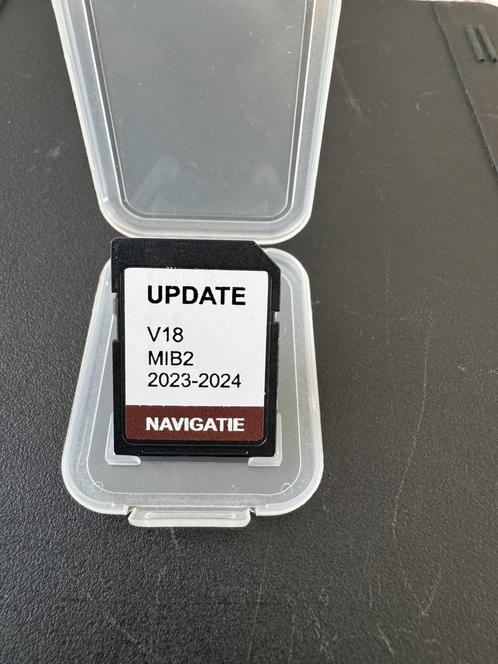 UPDATE
V18
MIB2
2023-2024
NAVIGATIE